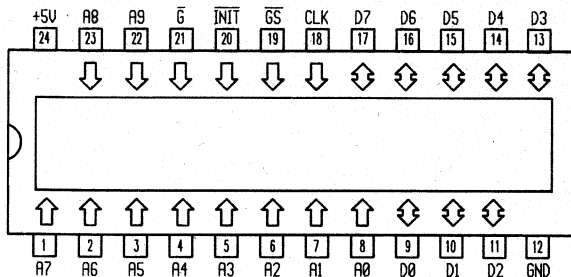 +5V A8 A9 G̅ I̅N̅I̅T̅ G̅S̅ CLK D7 D6 D5 D4 D3
24 23 22 21 20 19 18 17 16 15 14 13
1 2 3 4 5 6 7 8 9 10 11 12
A7 A6 A5 A4 A3 A2 A1 A0 D0 D1 D2 GND